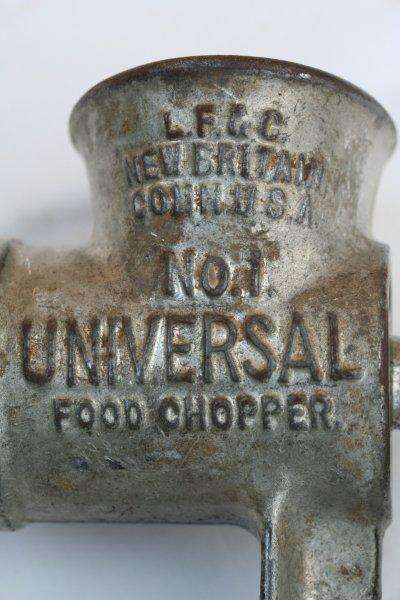 L.F.&C.
NEW BRITAIN
CONN.U.S.A.
NO.1.
UNIVERSAL
FOOD CHOPPER.